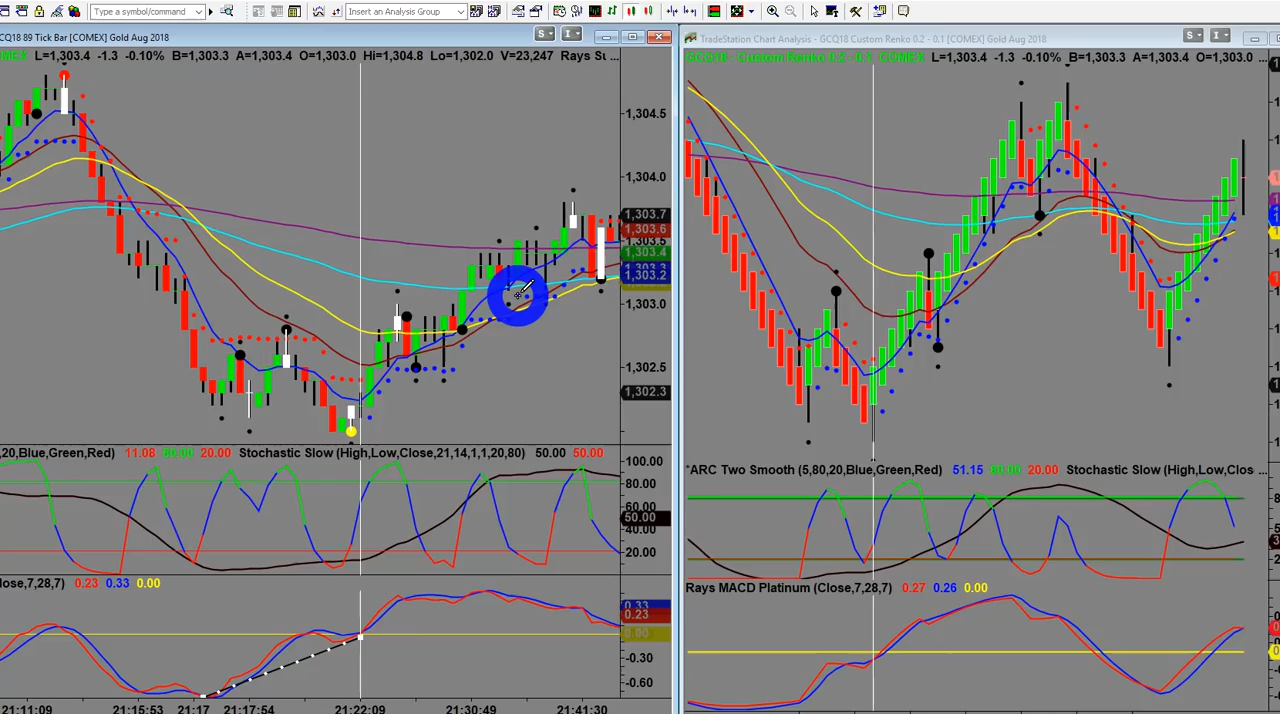 Type a symbol/command
Insert an Analysis Group
CQ18 89 Tick Bar [COMEX] Gold Aug 2018
S
I
TradeStation Chart Analysis - GCQ18 Custom Renko 0.2 - 0.1 [COMEX] Gold Aug 2018
S
I
OMEX L=1,303.4 -1.3 -0.10% B=1,303.3 A=1,303.4 O=1,303.0 Hi=1,304.8 Lo=1,302.0 V=23,247 Rays St ...
GCQ18 - Custom Renko 0.2 - 0.1 COMEX L=1,303.4 -1.3 -0.10% B=1,303.3 A=1,303.4 O=1,303.0 ...
1,304.5
1,304.0
1,303.7
1,303.6
1,303.5
1,303.4
1,303.3
1,303.2
1,303.0
1,302.5
1,302.3
,20,Blue,Green,Red) 11.08 80.00 20.00 Stochastic Slow (High,Low,Close,21,14,1,1,20,80) 50.00 50.00
100.00
80.00
50.00
40.00
20.00
*ARC Two Smooth (5,80,20,Blue,Green,Red) 51.15 80.00 20.00 Stochastic Slow (High,Low,Clos ...
lose,7,28,7) 0.23 0.33 0.00
0.33
0.23
0.00
-0.30
-0.60
Rays MACD Platinum (Close,7,28,7) 0.27 0.26 0.00
21:11:09 21:15:53 21:17 21:17:54 21:22:09 21:30:49 21:41:30